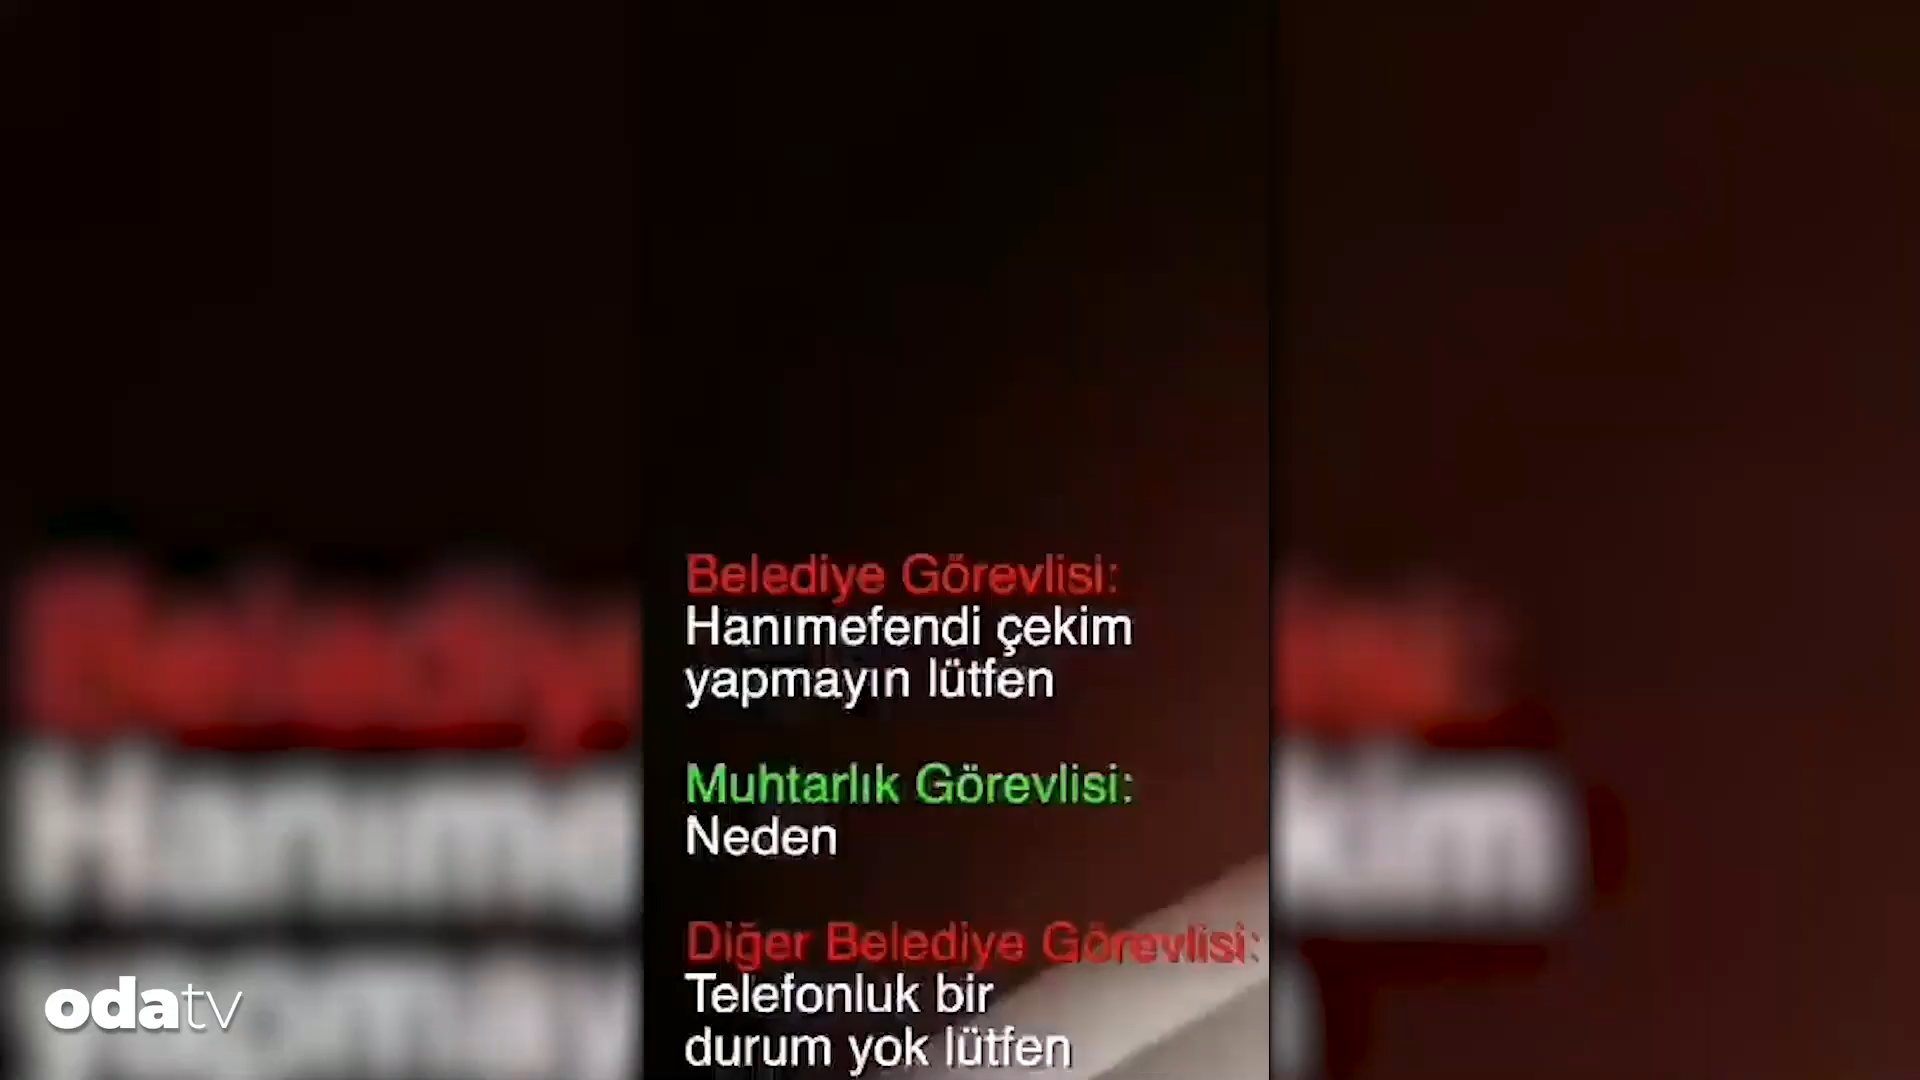 Belediye Görevlisi:
Hanımefendi çekim
yapmayın lütfen
Muhtarlık Görevlisi:
Neden
Diğer Belediye Görevlisi:
Telefonluk bir
durum yok lütfen
odatv